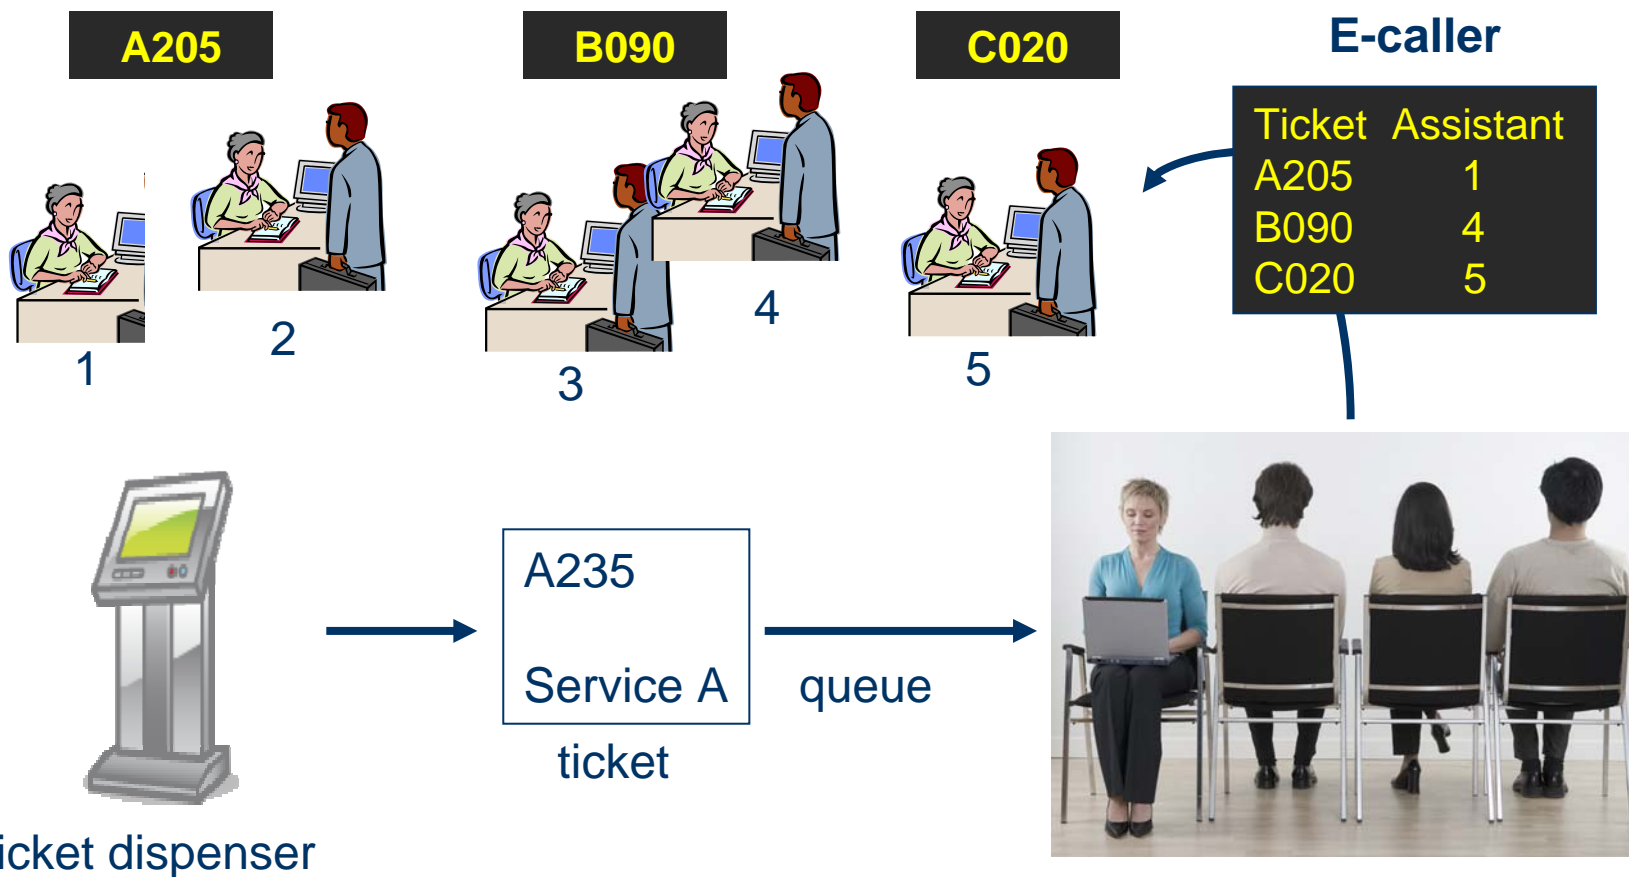 A205
B090
C020
E-caller
Ticket Assistant
A205 1
B090 4
C020 5
1
2
3
4
5
A235
Service A
ticket
queue
icket dispenser